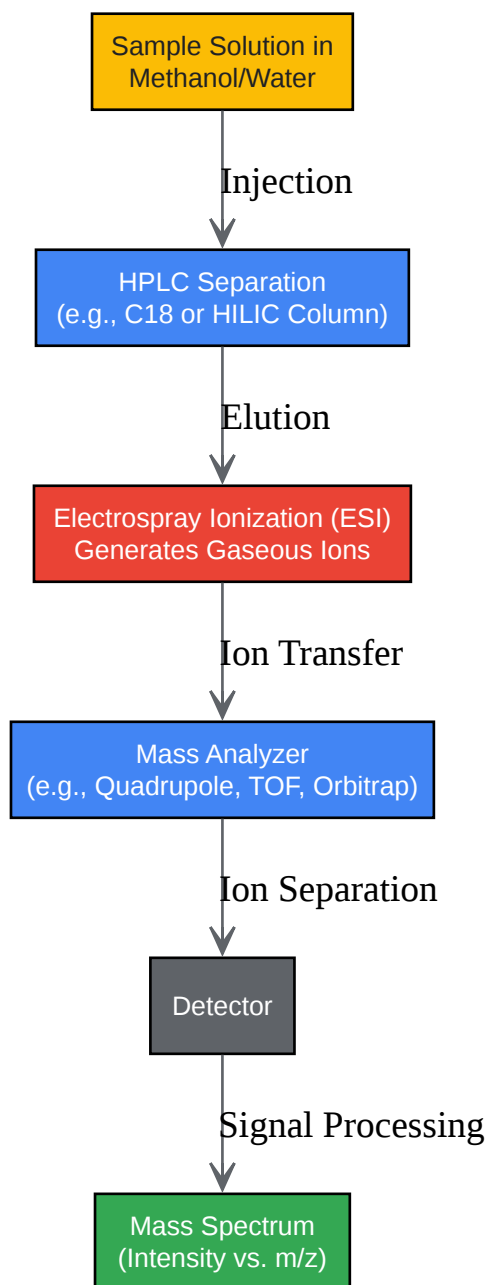 Sample Solution in
Methanol/Water
Injection
HPLC Separation
(e.g., C18 or HILIC Column)
Elution
Electrospray Ionization (ESI)
Generates Gaseous Ions
Ion Transfer
Mass Analyzer
(e.g., Quadrupole, TOF, Orbitrap)
Ion Separation
Detector
Signal Processing
Mass Spectrum
(Intensity vs. m/z)